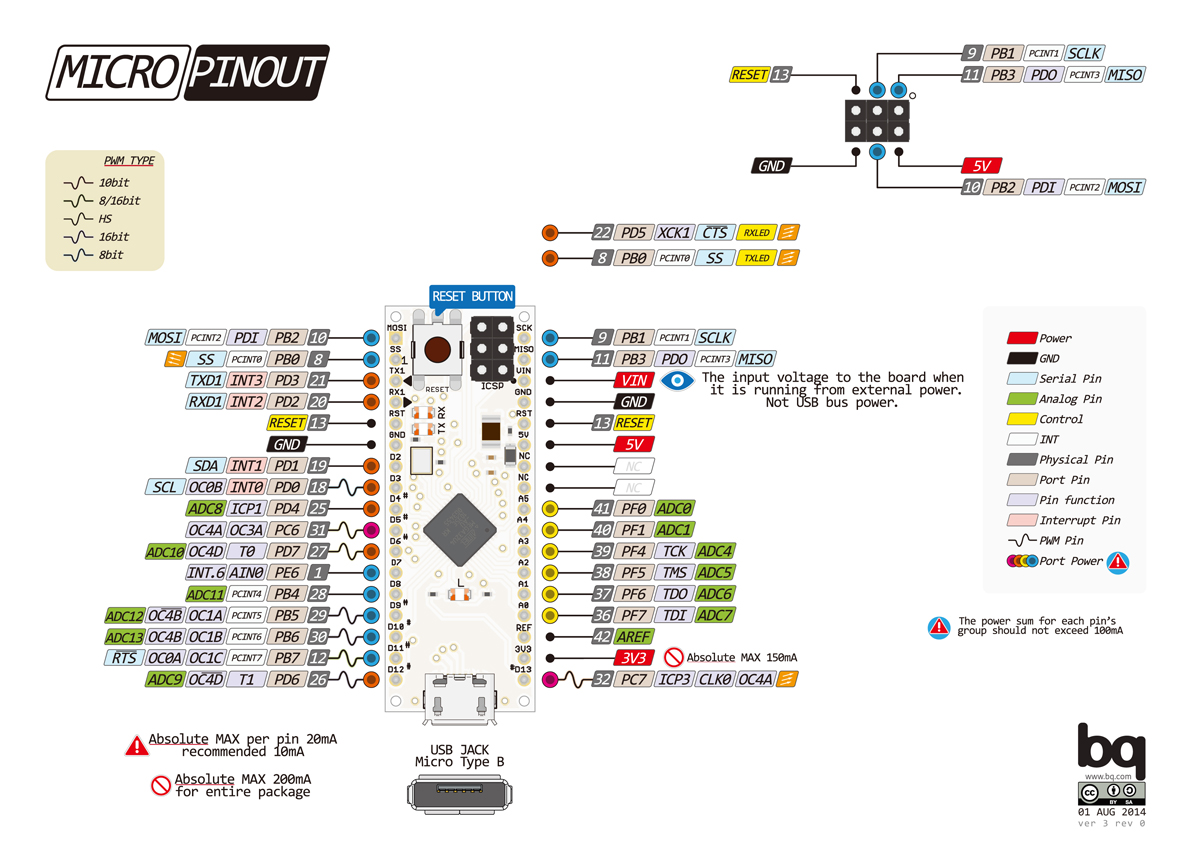 MICRO PINOUT
PWM TYPE
10bit
8/16bit
HS
16bit
8bit
RESET 13
9 PB1 PCINT1 SCLK
11 PB3 PDO PCINT3 MISO
GND
5V
10 PB2 PDI PCINT2 MOSI
22 PD5 XCK1 CTS RXLED
8 PB0 PCINT0 SS TXLED
RESET BUTTON
MOSI PCINT2 PDI PB2 10
SS PCINT0 PB0 8
TXD1 INT3 PD3 21
RXD1 INT2 PD2 20
RESET 13
GND
SDA INT1 PD1 19
SCL OC0B INT0 PD0 18
ADC8 ICP1 PD4 25
OC4A OC3A PC6 31
ADC10 OC4D T0 PD7 27
INT.6 AIN0 PE6 1
ADC11 PCINT4 PB4 28
ADC12 OC4B OC1A PCINT5 PB5 29
ADC13 OC4B OC1B PCINT6 PB6 30
RTS OC0A OC1C PCINT7 PB7 12
ADC9 OC4D T1 PD6 26
MOSI
SS
TX1
RX1
RST
GND
D2
D3
D4#
D5#
D6#
D7
D8
D9#
D10#
D11#
D12#
1
RESET
ICSP
TX RX
L
SCK
MISO
VIN
GND
RST
5V
NC
NC
A5
A4
A3
A2
A1
A0
REF
3V3
#D13
9 PB1 PCINT1 SCLK
11 PB3 PDO PCINT3 MISO
VIN
The input voltage to the board when
it is running from external power.
Not USB bus power.
GND
13 RESET
5V
NC
NC
41 PF0 ADC0
40 PF1 ADC1
39 PF4 TCK ADC4
38 PF5 TMS ADC5
37 PF6 TDO ADC6
36 PF7 TDI ADC7
42 AREF
3V3 Absolute MAX 150mA
32 PC7 ICP3 CLK0 OC4A
Power
GND
Serial Pin
Analog Pin
Control
INT
Physical Pin
Port Pin
Pin function
Interrupt Pin
PWM Pin
Port Power
The power sum for each pin's
group should not exceed 100mA
Absolute MAX per pin 20mA
recommended 10mA
Absolute MAX 200mA
for entire package
USB JACK
Micro Type B
bq
www.bq.com
cc BY SA
01 AUG 2014
ver 3 rev 0